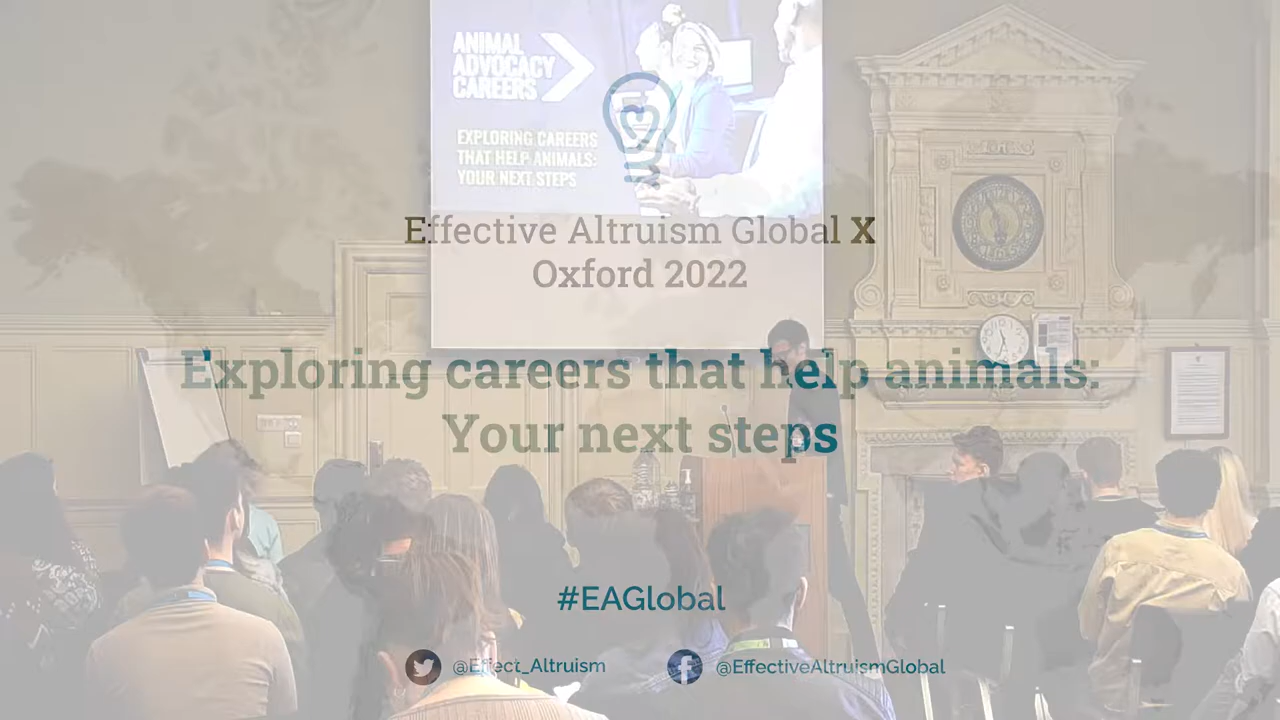 ANIMAL
ADVOCACY
CAREERS
EXPLORING CAREERS
THAT HELP ANIMALS:
YOUR NEXT STEPS
Effective Altruism Global X
Oxford 2022
Exploring careers that help animals:
Your next steps
#EAGlobal
@Effect_Altruism
@EffectiveAltruismGlobal